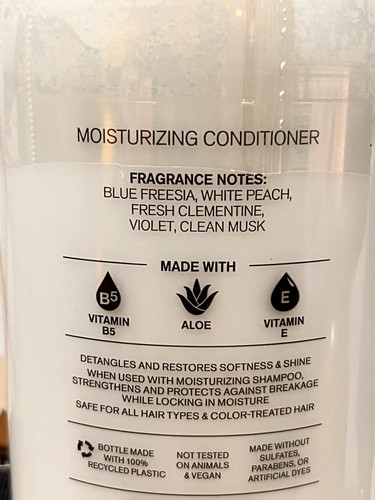 MOISTURIZING CONDITIONER
FRAGRANCE NOTES:
BLUE FREESIA, WHITE PEACH,
FRESH CLEMENTINE,
VIOLET, CLEAN MUSK
MADE WITH
B5
VITAMIN
B5
ALOE
E
VITAMIN
E
DETANGLES AND RESTORES SOFTNESS & SHINE
WHEN USED WITH MOISTURIZING SHAMPOO,
STRENGTHENS AND PROTECTS AGAINST BREAKAGE
WHILE LOCKING IN MOISTURE
SAFE FOR ALL HAIR TYPES & COLOR-TREATED HAIR
BOTTLE MADE
WITH 100%
RECYCLED PLASTIC
NOT TESTED
ON ANIMALS
& VEGAN
MADE WITHOUT
SULFATES,
PARABENS, OR
ARTIFICIAL DYES